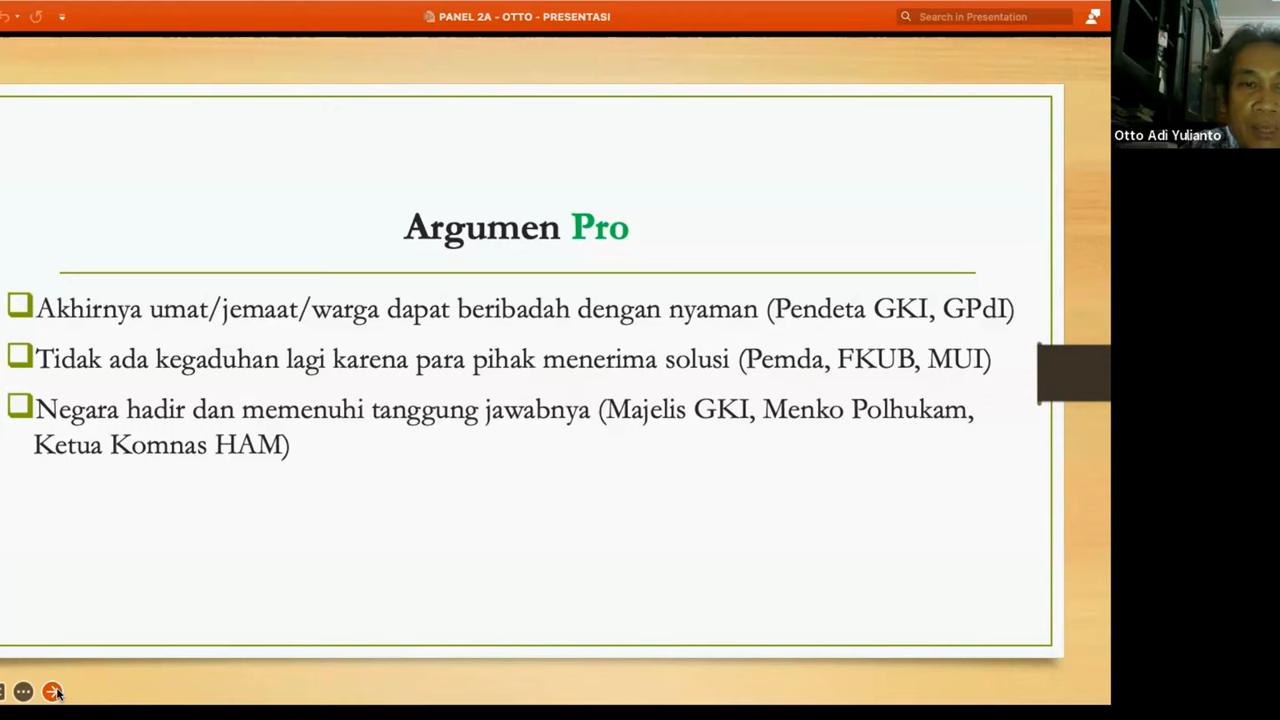 PANEL 2A - OTTO - PRESENTASI
Search in Presentation
Otto Adi Yulianto
Argumen Pro
Akhirnya umat/jemaat/warga dapat beribadah dengan nyaman (Pendeta GKI, GPdI)
Tidak ada kegaduhan lagi karena para pihak menerima solusi (Pemda, FKUB, MUI)
Negara hadir dan memenuhi tanggung jawabnya (Majelis GKI, Menko Polhukam,
Ketua Komnas HAM)